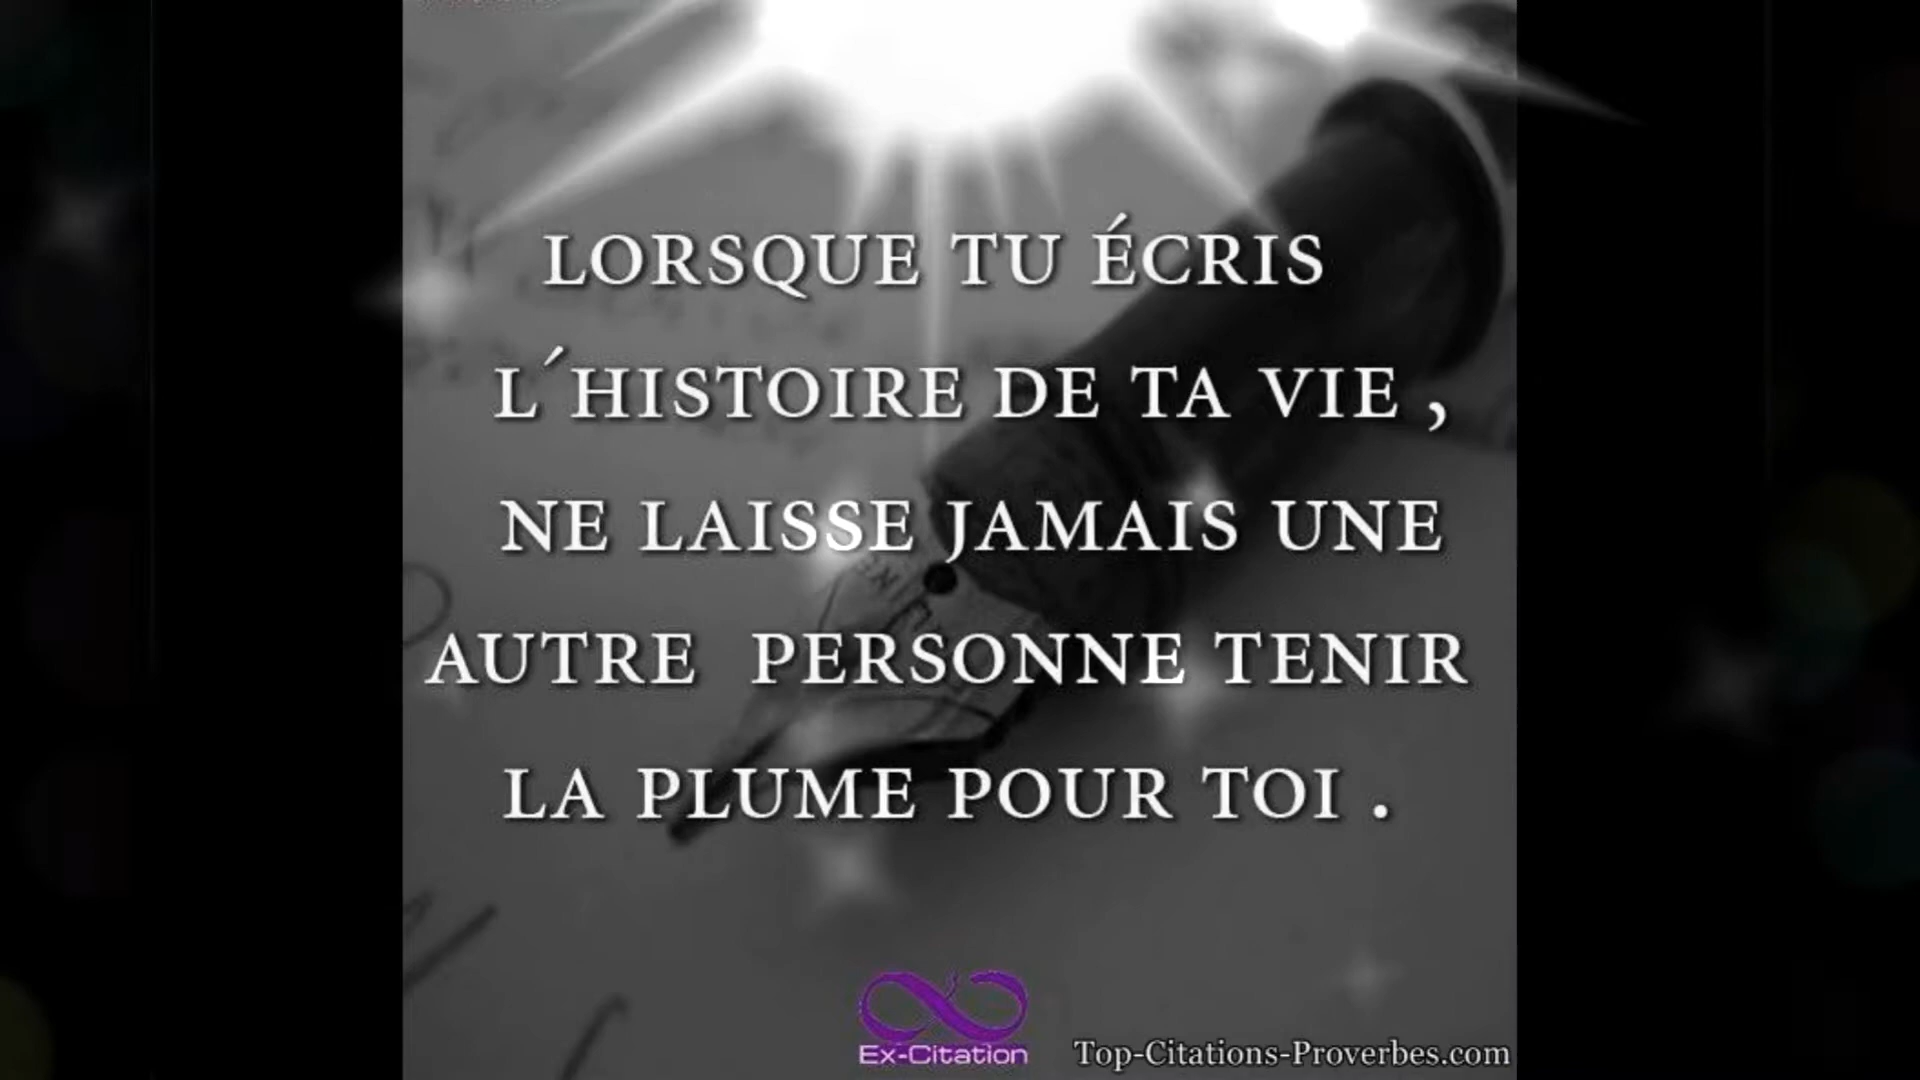 LORSQUE TU ÉCRIS
L´HISTOIRE DE TA VIE ,
NE LAISSE JAMAIS UNE
AUTRE PERSONNE TENIR
LA PLUME POUR TOI .
Ex-Citation
Top-Citations-Proverbes.com